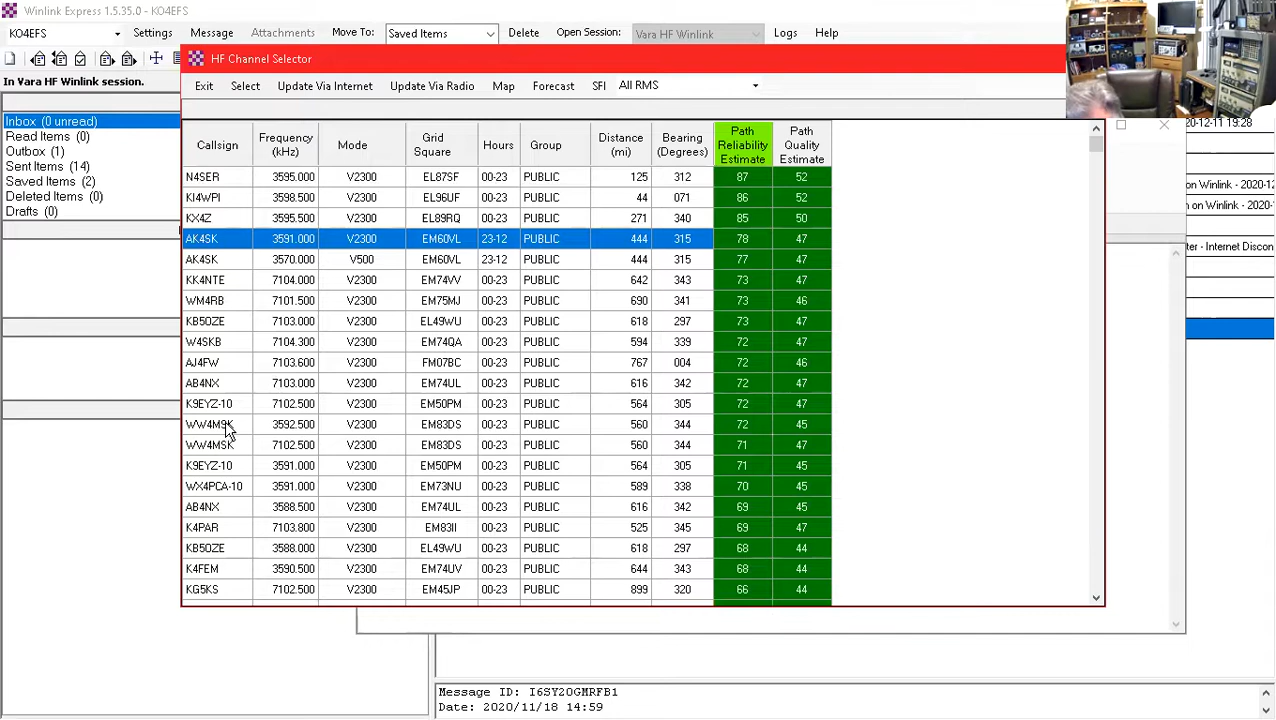 Winlink Express 1.5.35.0 - KO4EFS
KO4EFS Settings Message Attachments Move To: Saved Items Delete Open Session: Vara HF Winlink Logs Help
HF Channel Selector
In Vara HF Winlink session.
Exit Select Update Via Internet Update Via Radio Map Forecast SFI All RMS
Inbox (0 unread)
Read Items (0)
Outbox (1)
Sent Items (14)
Saved Items (2)
Deleted Items (0)
Drafts (0)
Callsign Frequency (kHz) Mode Grid Square Hours Group Distance (mi) Bearing (Degrees) Path Reliability Estimate Path Quality Estimate
N4SER 3595.000 V2300 EL87SF 00-23 PUBLIC 125 312 87 52
KI4WPI 3598.500 V2300 EL96UF 00-23 PUBLIC 44 071 86 52
KX4Z 3595.500 V2300 EL89RQ 00-23 PUBLIC 271 340 85 50
AK4SK 3591.000 V2300 EM60VL 23-12 PUBLIC 444 315 78 47
AK4SK 3570.000 V500 EM60VL 23-12 PUBLIC 444 315 77 47
KK4NTE 7104.000 V2300 EM74VV 00-23 PUBLIC 642 343 73 47
WM4RB 7101.500 V2300 EM75MJ 00-23 PUBLIC 690 341 73 46
KB5OZE 7103.000 V2300 EL49WU 00-23 PUBLIC 618 297 73 47
W4SKB 7104.300 V2300 EM74QA 00-23 PUBLIC 594 339 72 47
AJ4FW 7103.600 V2300 FM07BC 00-23 PUBLIC 767 004 72 46
AB4NX 7103.000 V2300 EM74UL 00-23 PUBLIC 616 342 72 47
K9EYZ-10 7102.500 V2300 EM50PM 00-23 PUBLIC 564 305 72 47
WW4MSK 3592.500 V2300 EM83DS 00-23 PUBLIC 560 344 72 45
WW4MSK 7102.500 V2300 EM83DS 00-23 PUBLIC 560 344 71 47
K9EYZ-10 3591.000 V2300 EM50PM 00-23 PUBLIC 564 305 71 45
WX4PCA-10 3591.000 V2300 EM73NU 00-23 PUBLIC 589 338 70 45
AB4NX 3588.500 V2300 EM74UL 00-23 PUBLIC 616 342 69 45
K4PAR 7103.800 V2300 EM83II 00-23 PUBLIC 525 345 69 47
KB5OZE 3588.000 V2300 EL49WU 00-23 PUBLIC 618 297 68 44
K4FEM 3590.500 V2300 EM74UV 00-23 PUBLIC 644 343 68 44
KG5KS 7102.500 V2300 EM45JP 00-23 PUBLIC 899 320 66 44
0-12-11 19:28
on Winlink - 2020-12
on Winlink - 2020-
ter - Internet Discon
Message ID: I6SY2OGMRFB1
Date: 2020/11/18 14:59